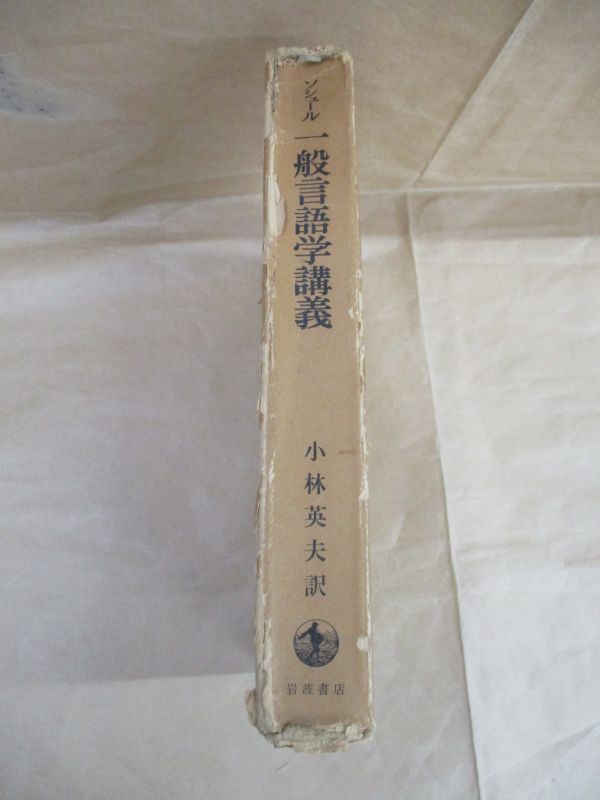 ソシュール
一般言語学講義
小林英夫訳
岩波書店